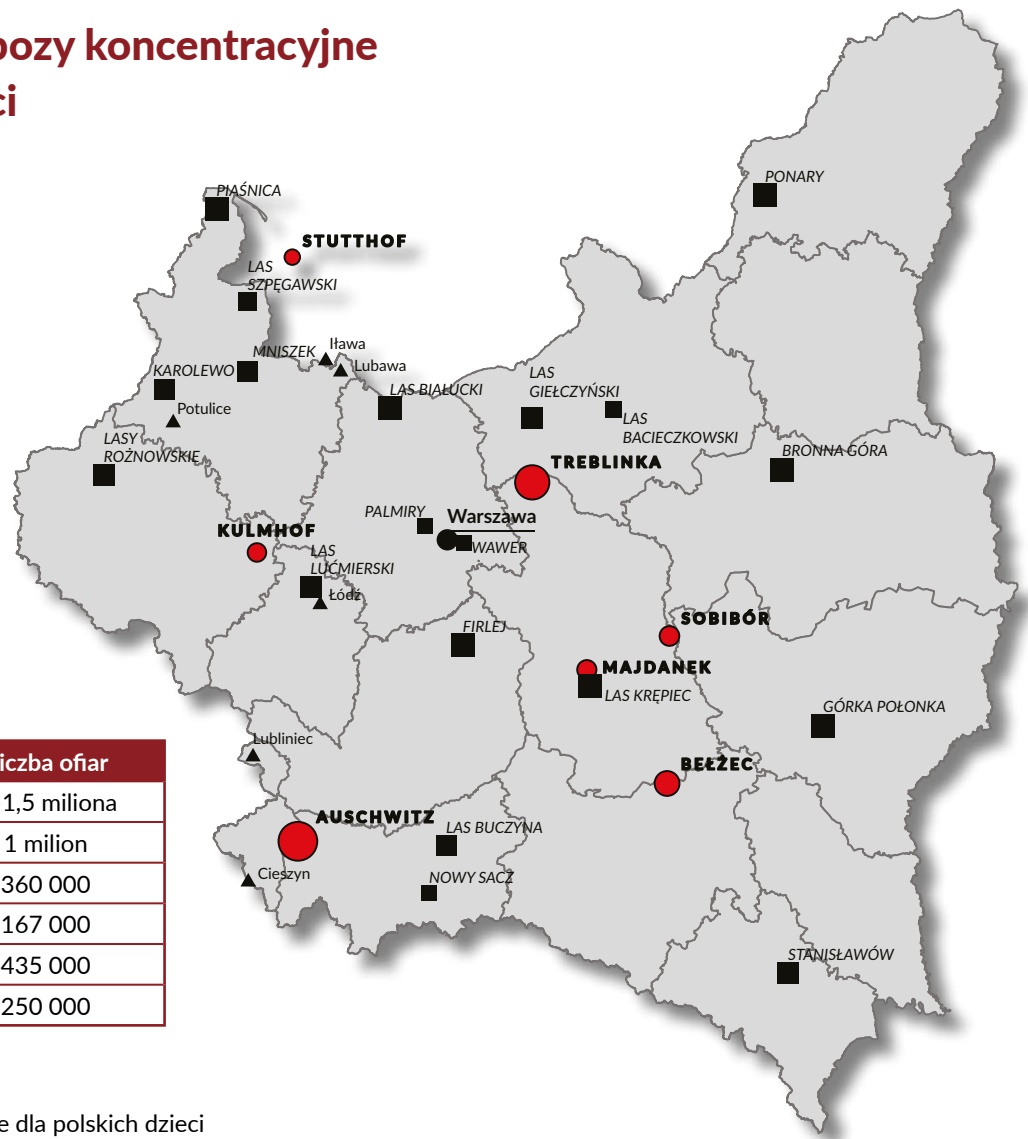 pozy koncentracyjne
ci
PIAŚNICA
PONARY
STUTTHOF
LAS
SZPĘGAWSKI
Iława
MNISZEK
Lubawa
KAROLEWO
LAS BIAŁUCKI
LAS
GIEŁCZYŃSKI
Potulice
LAS
BACIECZKOWSKI
LASY
ROŻNOWSKIE
BRONNA GÓRA
TREBLINKA
PALMIRY
Warszawa
WAWER
KULMHOF
LAS
LUĆMIERSKI
Łódź
FIRLEJ
SOBIBÓR
MAJDANEK
LAS KRĘPIEC
GÓRKA POŁONKA
Lubliniec
BEŁŻEC
iczba ofiar
1,5 miliona
1 milion
360 000
167 000
435 000
250 000
AUSCHWITZ
LAS BUCZYNA
Cieszyn
NOWY SACZ
STANISŁAWÓW
e dla polskich dzieci